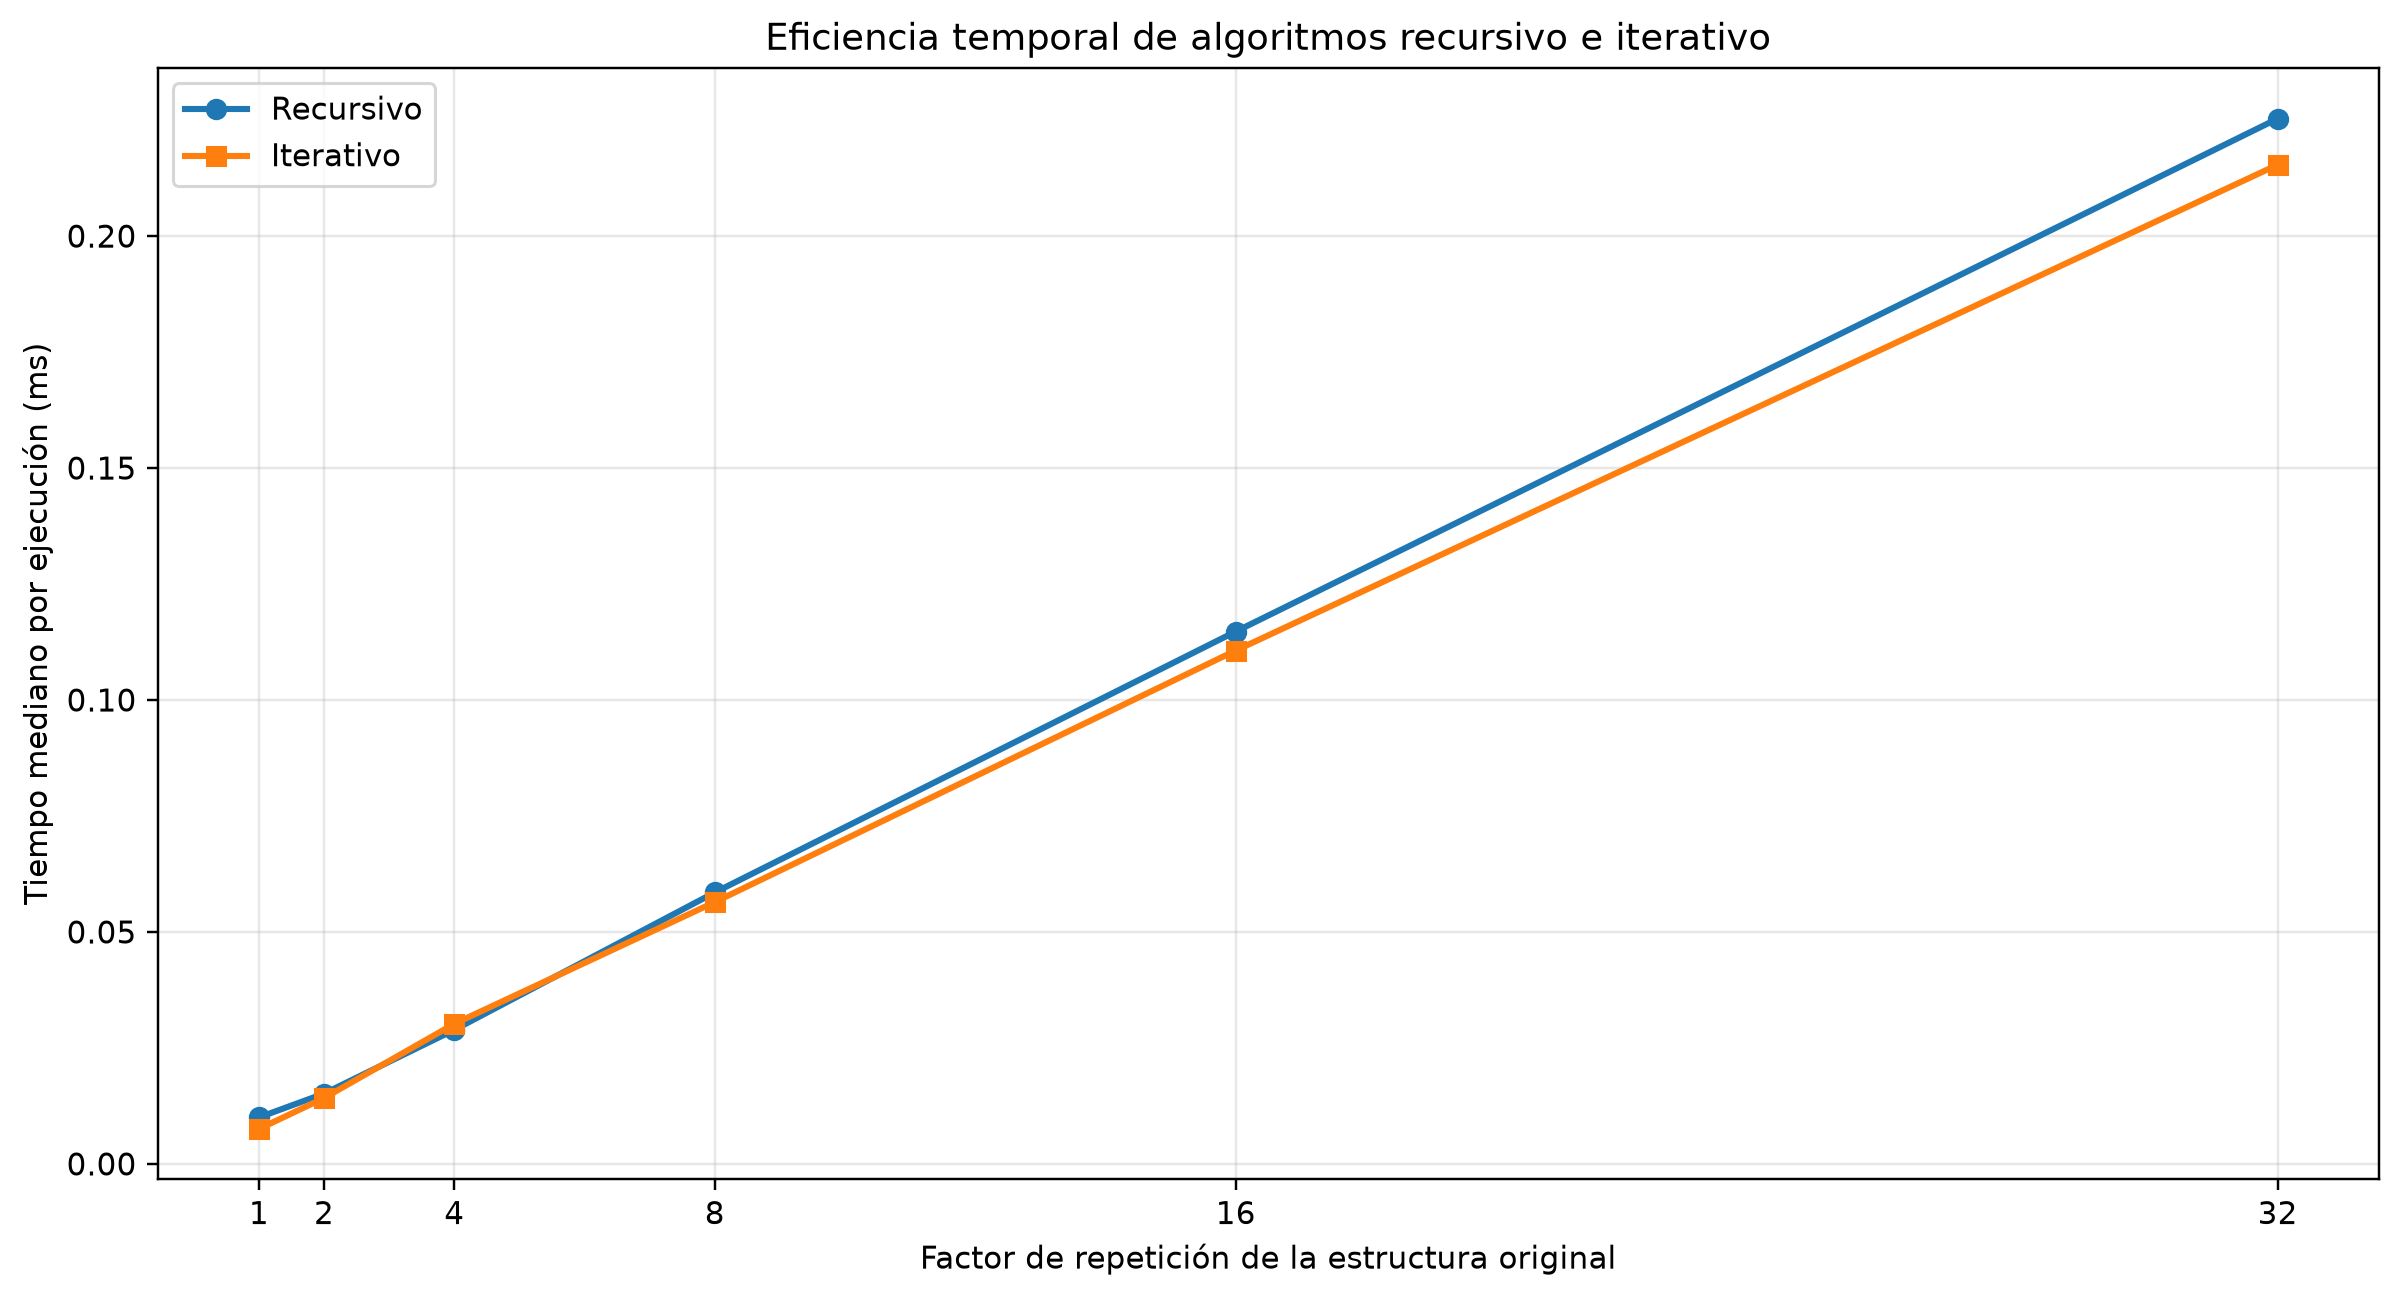 Eficiencia temporal de algoritmos recursivo e iterativo
Recursivo
Iterativo
Tiempo mediano por ejecución (ms)
0.20
0.15
0.10
0.05
0.00
1 2 4 8 16 32
Factor de repetición de la estructura original